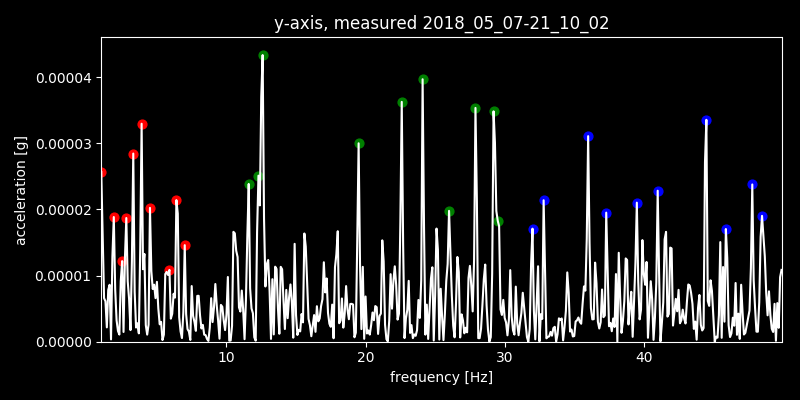 y-axis, measured 2018_05_07-21_10_02
acceleration [g]
0.00004
0.00003
0.00002
0.00001
0.00000
10 20 30 40
frequency [Hz]